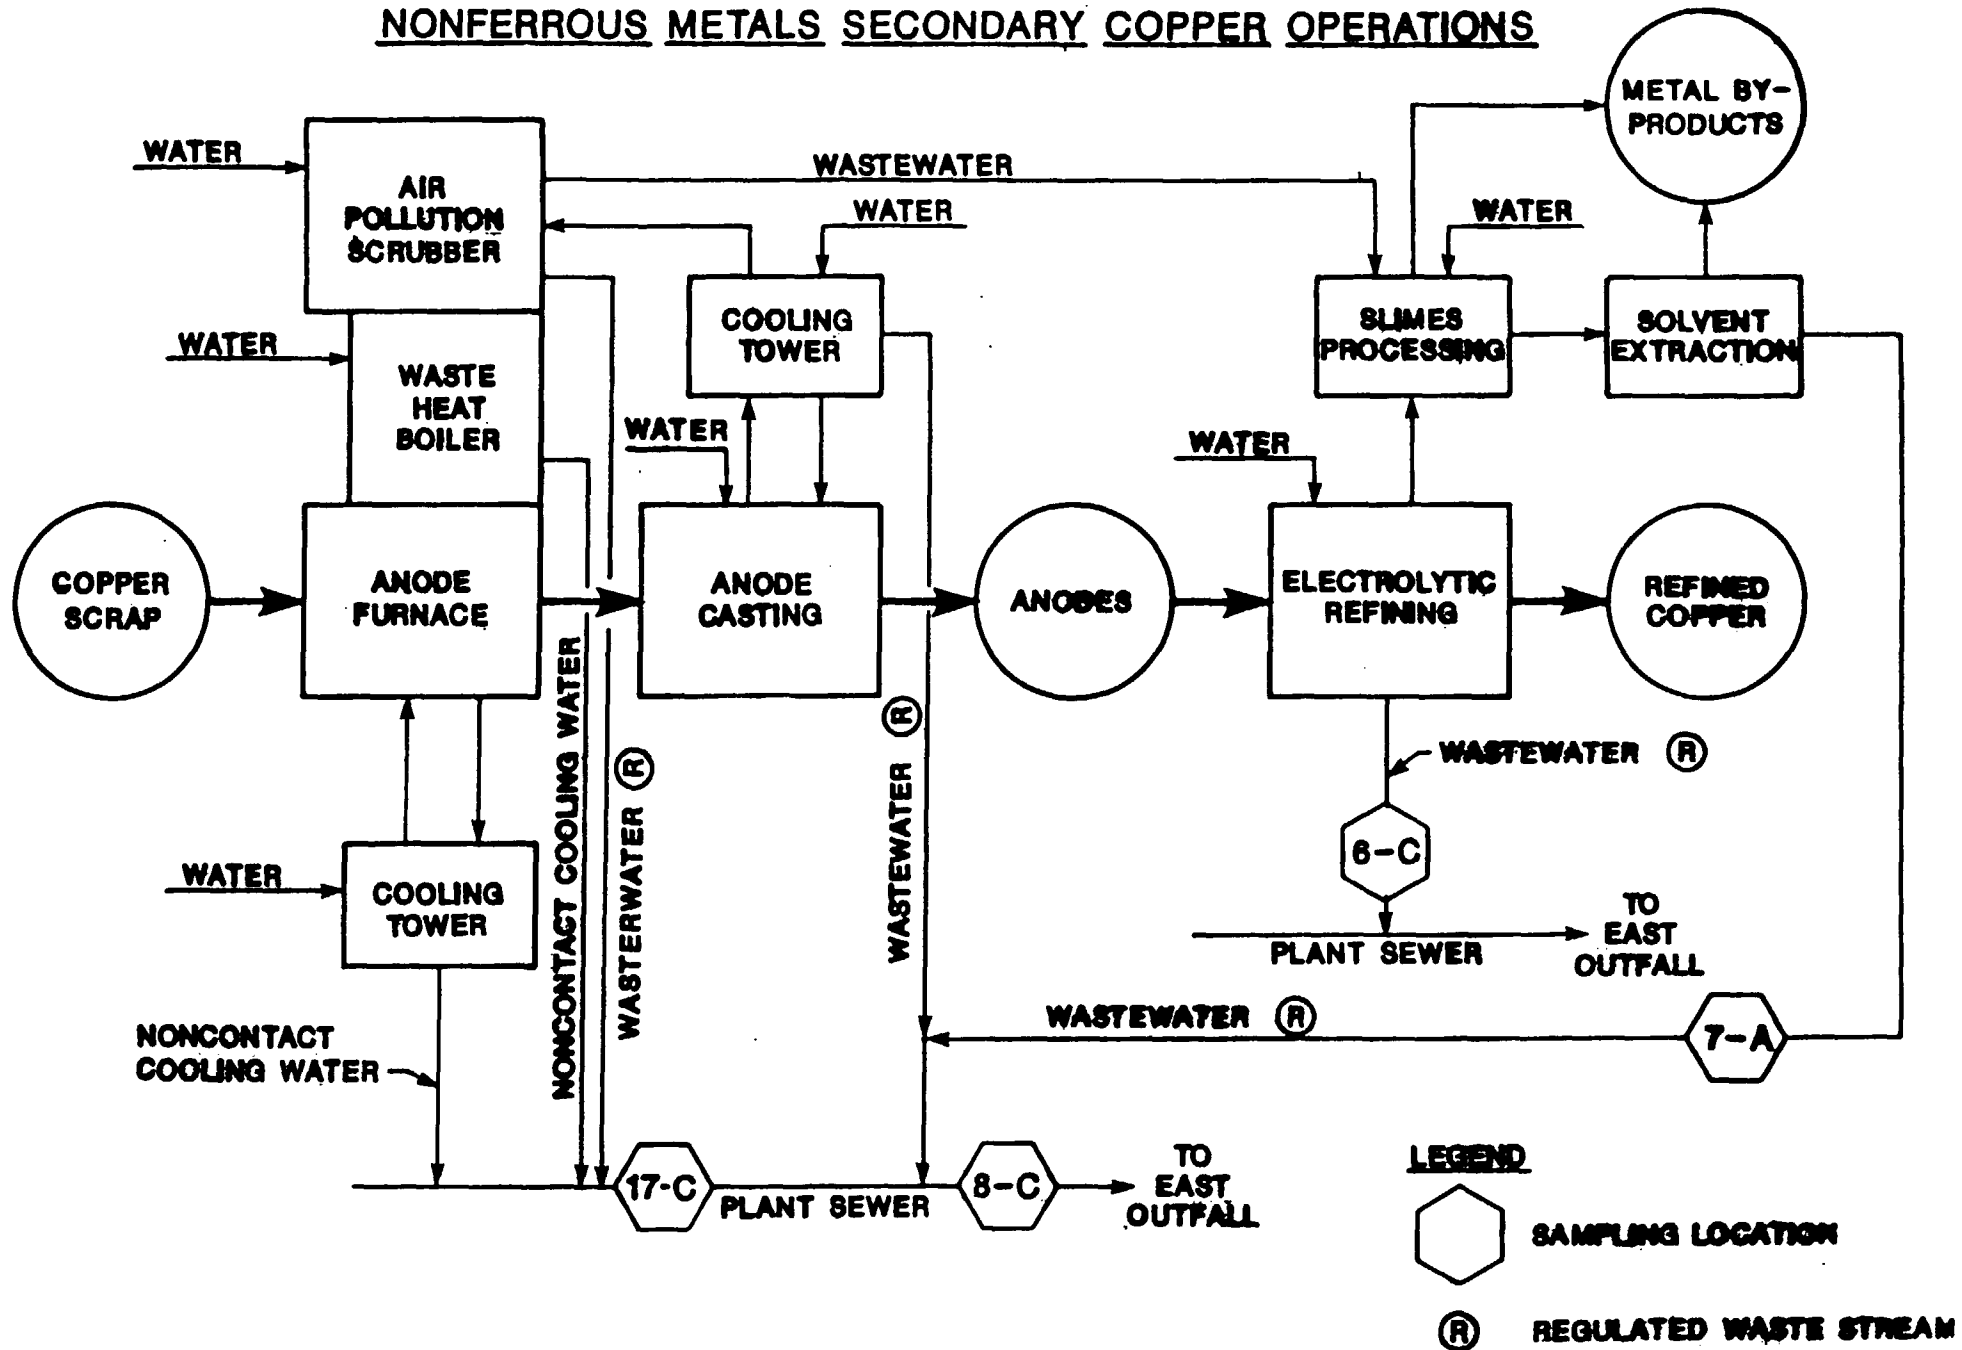 NONFERROUS METALS SECONDARY COPPER OPERATIONS
METAL BY-
PRODUCTS
WATER
AIR
POLLUTION
SCRUBBER
WASTEWATER
WATER
WATER
WATER
WASTE
HEAT
BOILER
COOLING
TOWER
SLIMES
PROCESSING
SOLVENT
EXTRACTION
WATER
WATER
COPPER
SCRAP
ANODE
FURNACE
ANODE
CASTING
ANODES
ELECTROLYTIC
REFINING
REFINED
COPPER
NONCONTACT COOLING WATER
WASTERWATER R
WASTEWATER R
WASTEWATER R
6-C
WATER
COOLING
TOWER
PLANT SEWER
TO
EAST
OUTFALL
WASTEWATER R
7-A
NONCONTACT
COOLING WATER
17-C
PLANT SEWER
8-C
TO
EAST
OUTFALL
LEGEND
SAMPLING LOCATION
R REGULATED WASTE STREAM